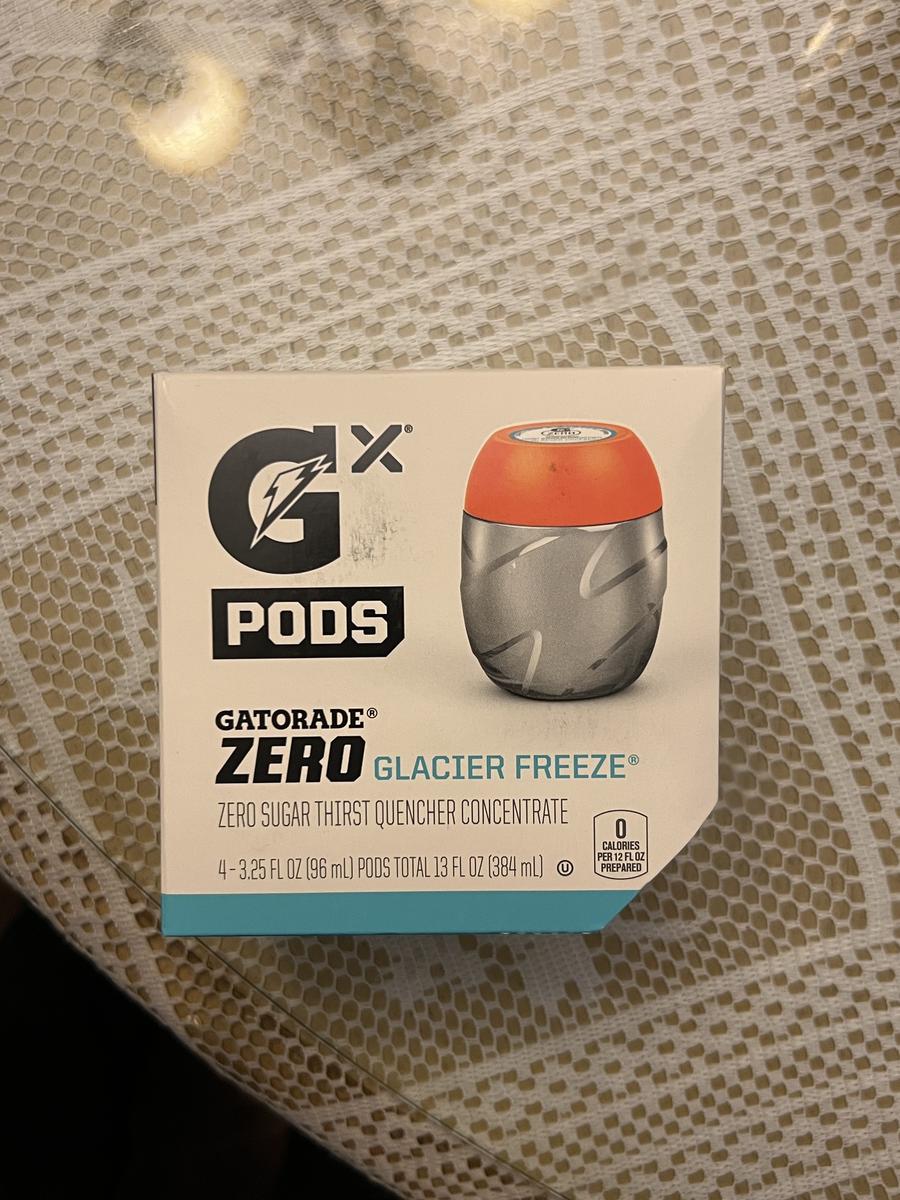 Gx®
PODS
ZERO
GATORADE®
ZERO GLACIER FREEZE®
ZERO SUGAR THIRST QUENCHER CONCENTRATE
4-3.25 FL OZ (96 mL) PODS TOTAL 13 FL OZ (384 mL) U
0
CALORIES
PER 12 FL OZ
PREPARED